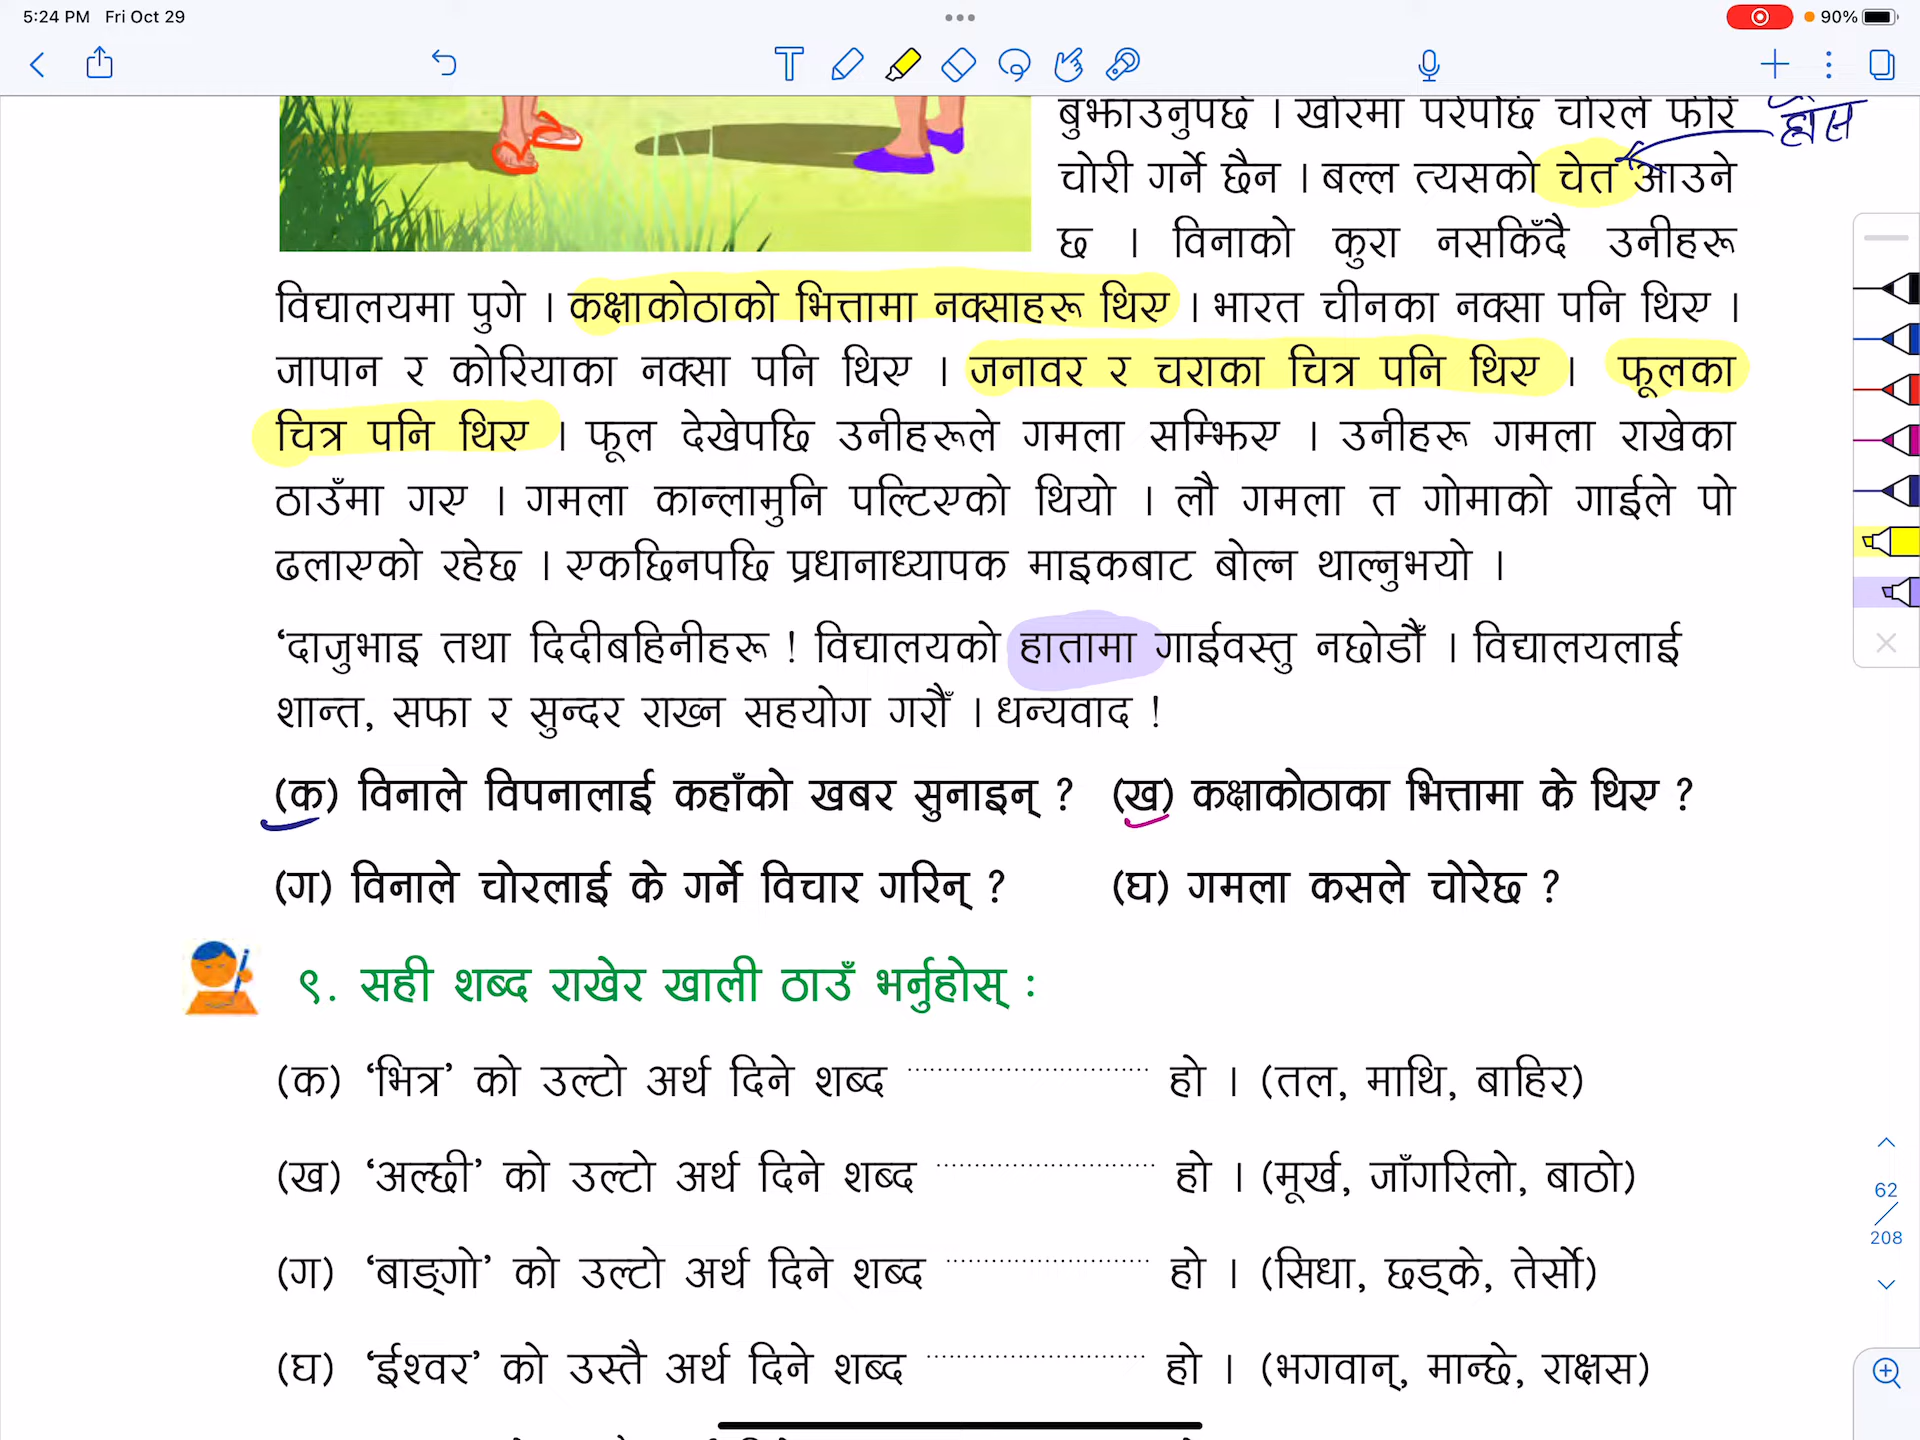 5:24 PM Fri Oct 29
90%
बुझाउनुपर्छ । खोरमा परेपछि चोरले फेरि
होस
चोरी गर्ने छैन । बल्ल त्यसको चेत आउने
छ । विनाको कुरा नसकिँदै उनीहरू
विद्यालयमा पुगे । कक्षाकोठाको भित्तामा नक्साहरू थिए । भारत चीनका नक्सा पनि थिए ।
जापान र कोरियाका नक्सा पनि थिए । जनावर र चराका चित्र पनि थिए । फूलका
चित्र पनि थिए । फूल देखेपछि उनीहरूले गमला सम्झिए । उनीहरू गमला राखेका
ठाउँमा गए । गमला कान्लामुनि पल्टिएको थियो । लौ गमला त गोमाको गाईले पो
ढलाएको रहेछ । एकछिनपछि प्रधानाध्यापक माइकबाट बोल्न थाल्नुभयो ।
‘दाजुभाइ तथा दिदीबहिनीहरू ! विद्यालयको हातामा गाईवस्तु नछोडौँ । विद्यालयलाई
शान्त, सफा र सुन्दर राख्न सहयोग गरौँ । धन्यवाद !
(क) विनाले विपनालाई कहाँको खबर सुनाइन् ? (ख) कक्षाकोठाका भित्तामा के थिए ?
(ग) विनाले चोरलाई के गर्ने विचार गरिन् ? (घ) गमला कसले चोरेछ ?
९. सही शब्द राखेर खाली ठाउँ भर्नुहोस् :
(क) ‘भित्र’ को उल्टो अर्थ दिने शब्द ........................... हो । (तल, माथि, बाहिर)
(ख) ‘अल्छी’ को उल्टो अर्थ दिने शब्द ........................... हो । (मूर्ख, जाँगरिलो, बाठो)
(ग) ‘बाङ्गो’ को उल्टो अर्थ दिने शब्द ........................... हो । (सिधा, छड्के, तेर्सो)
(घ) ‘ईश्वर’ को उस्तै अर्थ दिने शब्द ........................... हो । (भगवान्, मान्छे, राक्षस)
62
208